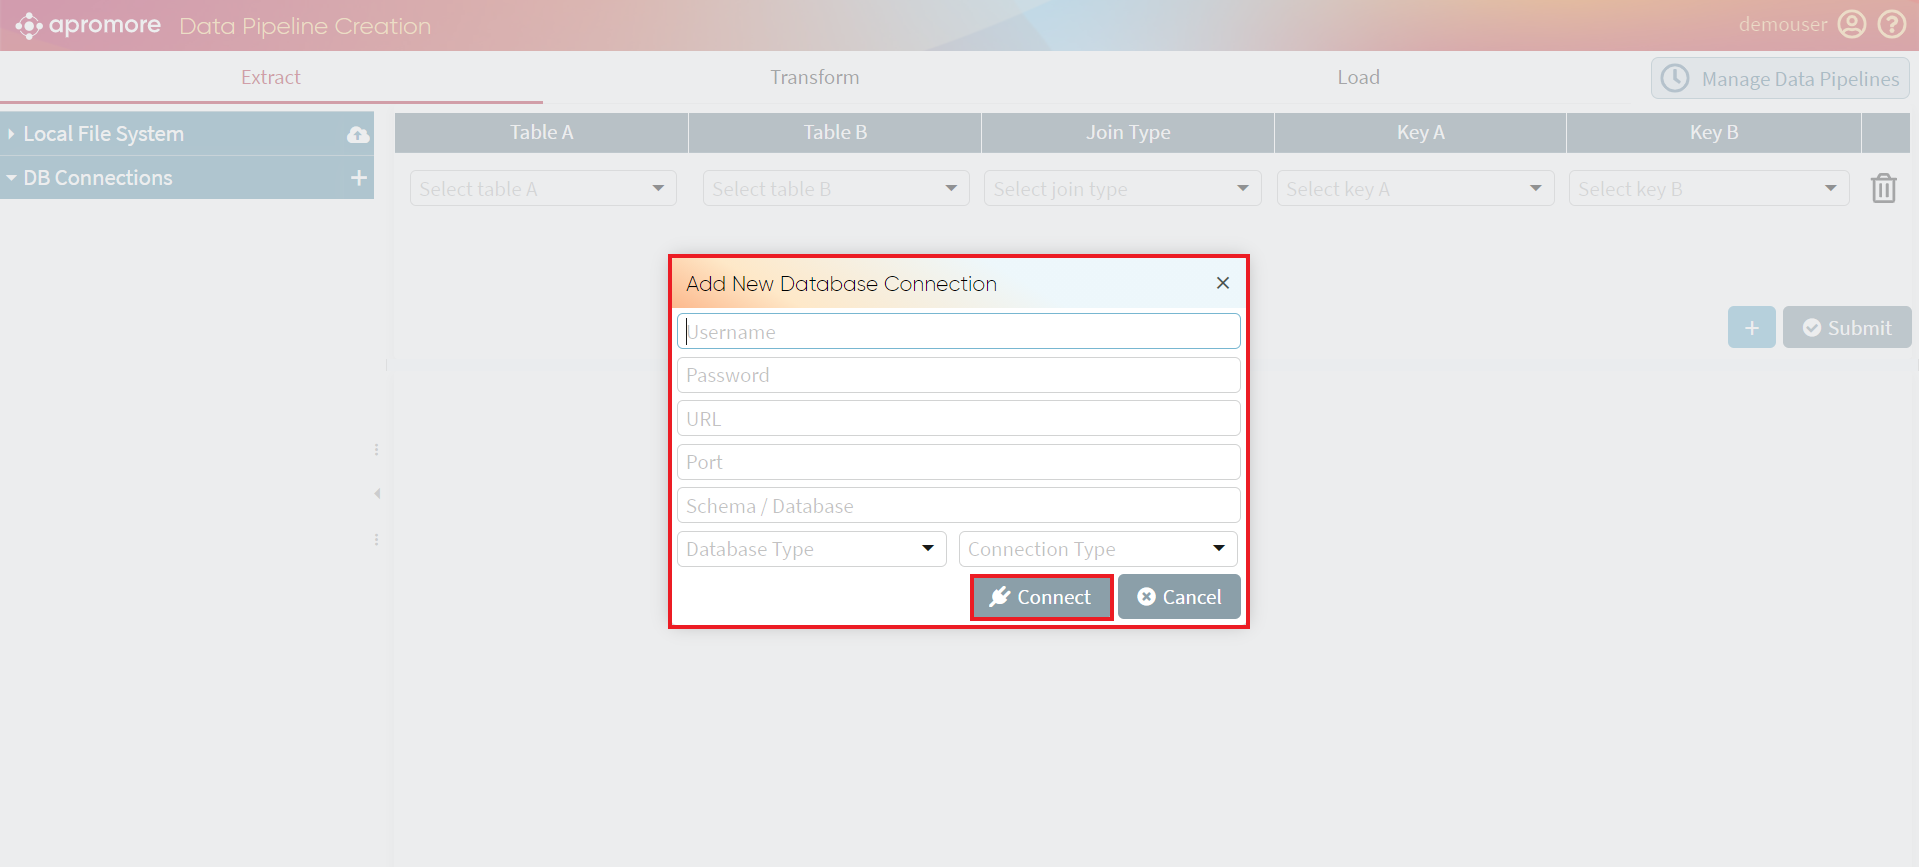 apromore Data Pipeline Creation demouser
Extract Transform Load Manage Data Pipelines
Local File System
DB Connections
Table A Table B Join Type Key A Key B
Select table A Select table B Select join type Select key A Select key B
Submit
Add New Database Connection
Username
Password
URL
Port
Schema / Database
Database Type Connection Type
Connect Cancel